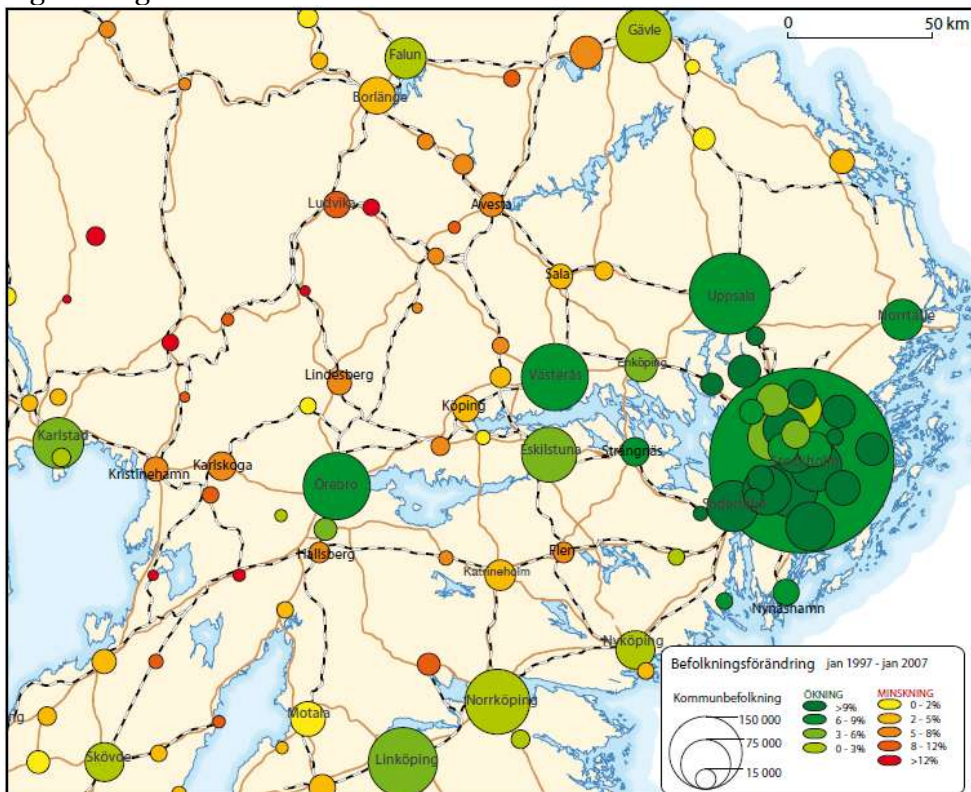 0 50 km
Gävle
Falun
Borlänge
Ludvika
Avesta
Sala
Uppsala
Norrtälje
Enköping
Västerås
Lindesberg
Köping
Karlstad
Eskilstuna
Strängnäs
Stockholm
Kristinehamn
Karlskoga
Örebro
Södertälje
Hallsberg
Flen
Katrineholm
Nynäshamn
Nyköping
Norrköping
Motala
Skövde
Linköping
Befolkningsförändring jan 1997 - jan 2007
Kommunbefolkning
150 000
75 000
15 000
ÖKNING
>9%
6 - 9%
3 - 6%
0 - 3%
MINSKNING
0 - 2%
2 - 5%
5 - 8%
8 - 12%
>12%